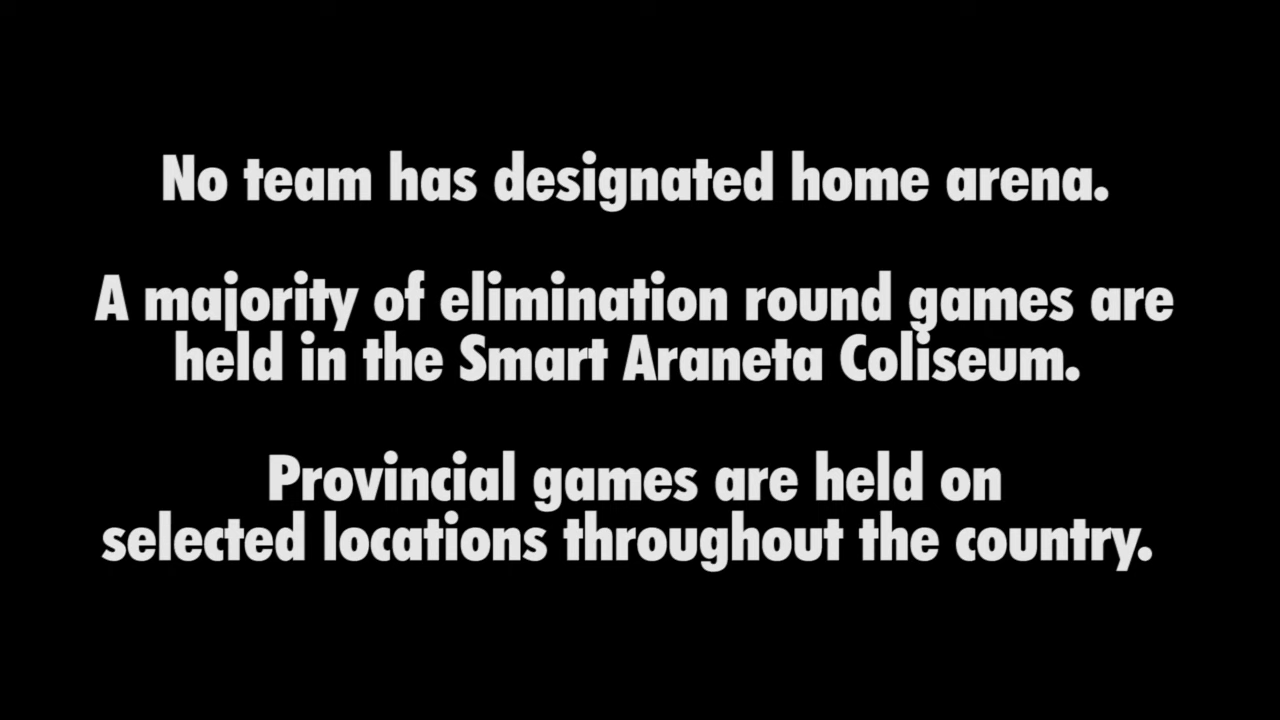 No team has designated home arena.
A majority of elimination round games are
held in the Smart Araneta Coliseum.
Provincial games are held on
selected locations throughout the country.